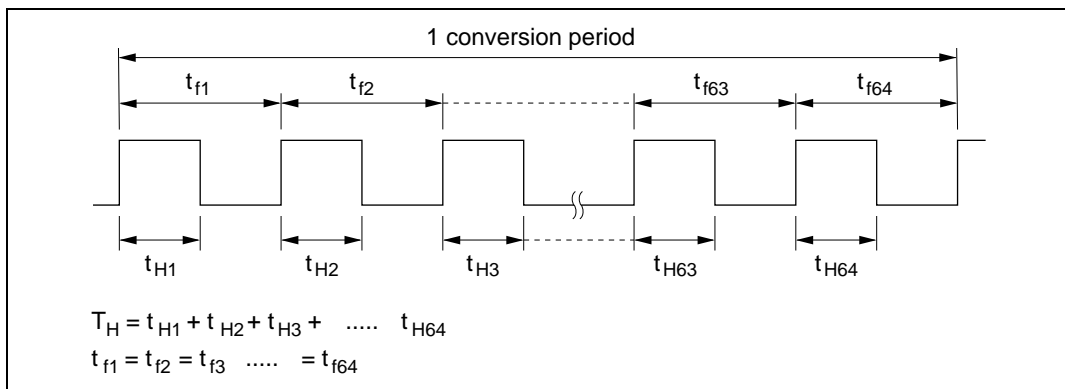 1 conversion period
tf1 tf2 tf63 tf64
tH1 tH2 tH3 tH63 tH64
TH = tH1 + tH2 + tH3 + ..... tH64
tf1 = tf2 = tf3 ..... = tf64